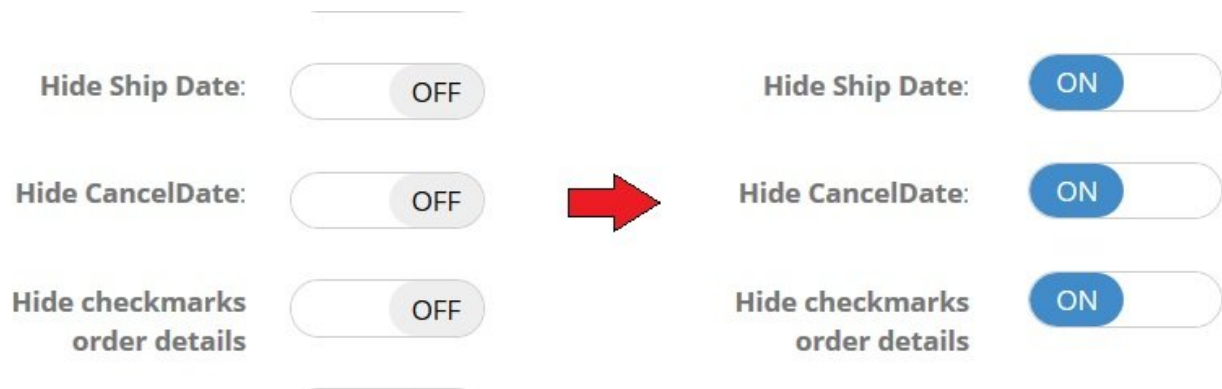 Hide Ship Date: OFF
Hide CancelDate: OFF
Hide checkmarks
order details OFF
Hide Ship Date: ON
Hide CancelDate: ON
Hide checkmarks
order details ON